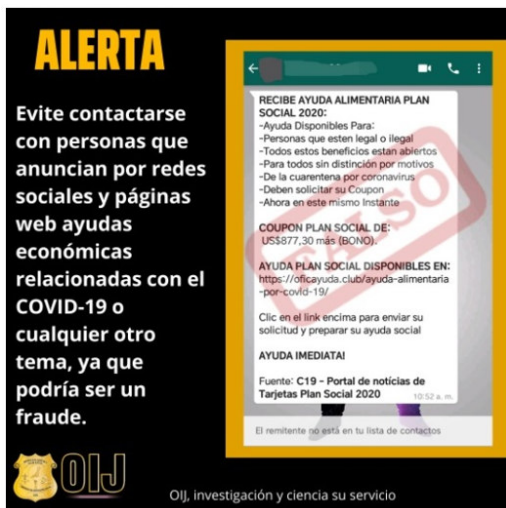 ALERTA
Evite contactarse
con personas que
anuncian por redes
sociales y páginas
web ayudas
económicas
relacionadas con el
COVID-19 o
cualquier otro
tema, ya que
podría ser un
fraude.
RECIBE AYUDA ALIMENTARIA PLAN
SOCIAL 2020:
-Ayuda Disponibles Para:
-Personas que esten legal o ilegal
-Todos estos beneficios estan abiertos
-Para todos sin distinción por motivos
-De la cuarentena por coronavirus
-Deben solicitar su Coupon
-Ahora en este mismo Instante
COUPON PLAN SOCIAL DE:
US$877,30 más (BONO).
AYUDA PLAN SOCIAL DISPONIBLES EN:
https://oficayuda.club/ayuda-alimentaria
-por-covid-19/
Clic en el link encima para enviar su
solicitud y preparar su ayuda social
AYUDA IMEDIATA!
Fuente: C19 - Portal de notícias de
Tarjetas Plan Social 2020
10:52 a. m.
FALSO
El remitente no está en tu lista de contactos
OIJ
OIJ, investigación y ciencia su servicio